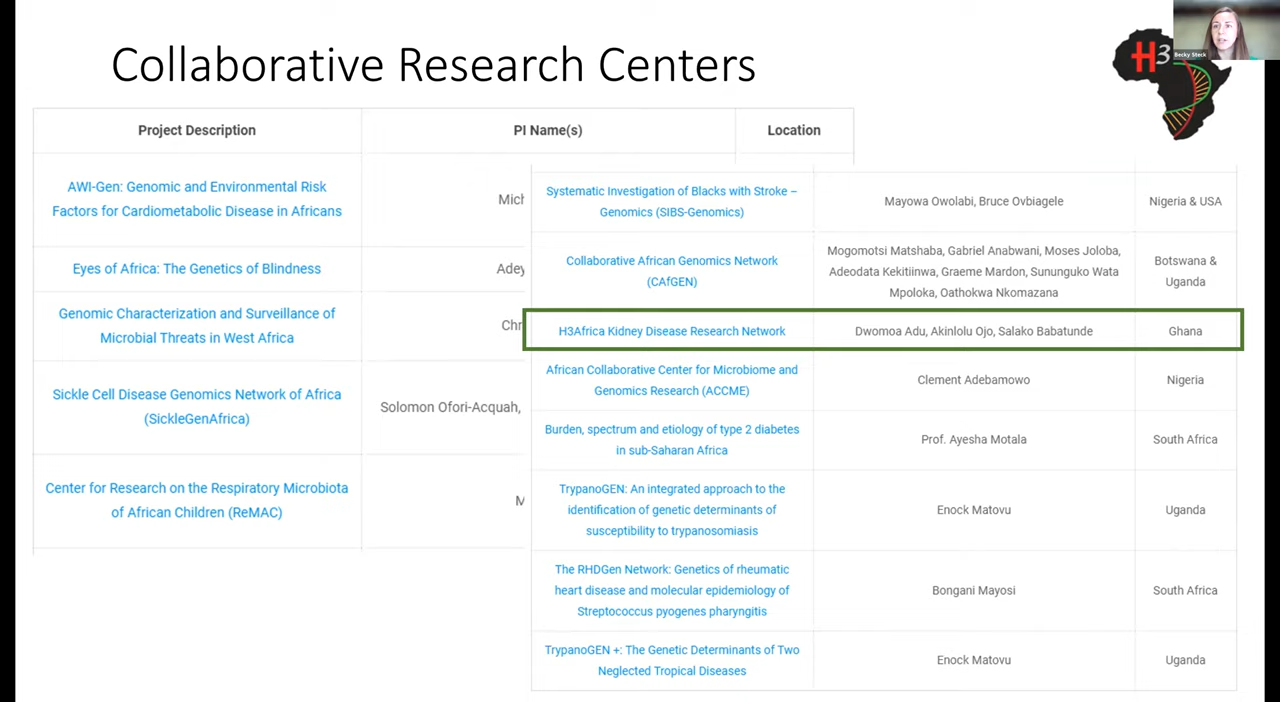 Collaborative Research Centers
H3
Becky Steck
Project Description
PI Name(s)
Location
AWI-Gen: Genomic and Environmental Risk
Factors for Cardiometabolic Disease in Africans
Mich
Eyes of Africa: The Genetics of Blindness
Adey
Genomic Characterization and Surveillance of
Microbial Threats in West Africa
Chr
Sickle Cell Disease Genomics Network of Africa
(SickleGenAfrica)
Solomon Ofori-Acquah,
Center for Research on the Respiratory Microbiota
of African Children (ReMAC)
M
Systematic Investigation of Blacks with Stroke –
Genomics (SIBS-Genomics)
Mayowa Owolabi, Bruce Ovbiagele
Nigeria & USA
Collaborative African Genomics Network
(CAfGEN)
Mogomotsi Matshaba, Gabriel Anabwani, Moses Joloba,
Adeodata Kekitiinwa, Graeme Mardon, Sununguko Wata
Mpoloka, Oathokwa Nkomazana
Botswana &
Uganda
H3Africa Kidney Disease Research Network
Dwomoa Adu, Akinlolu Ojo, Salako Babatunde
Ghana
African Collaborative Center for Microbiome and
Genomics Research (ACCME)
Clement Adebamowo
Nigeria
Burden, spectrum and etiology of type 2 diabetes
in sub-Saharan Africa
Prof. Ayesha Motala
South Africa
TrypanoGEN: An integrated approach to the
identification of genetic determinants of
susceptibility to trypanosomiasis
Enock Matovu
Uganda
The RHDGen Network: Genetics of rheumatic
heart disease and molecular epidemiology of
Streptococcus pyogenes pharyngitis
Bongani Mayosi
South Africa
TrypanoGEN +: The Genetic Determinants of Two
Neglected Tropical Diseases
Enock Matovu
Uganda